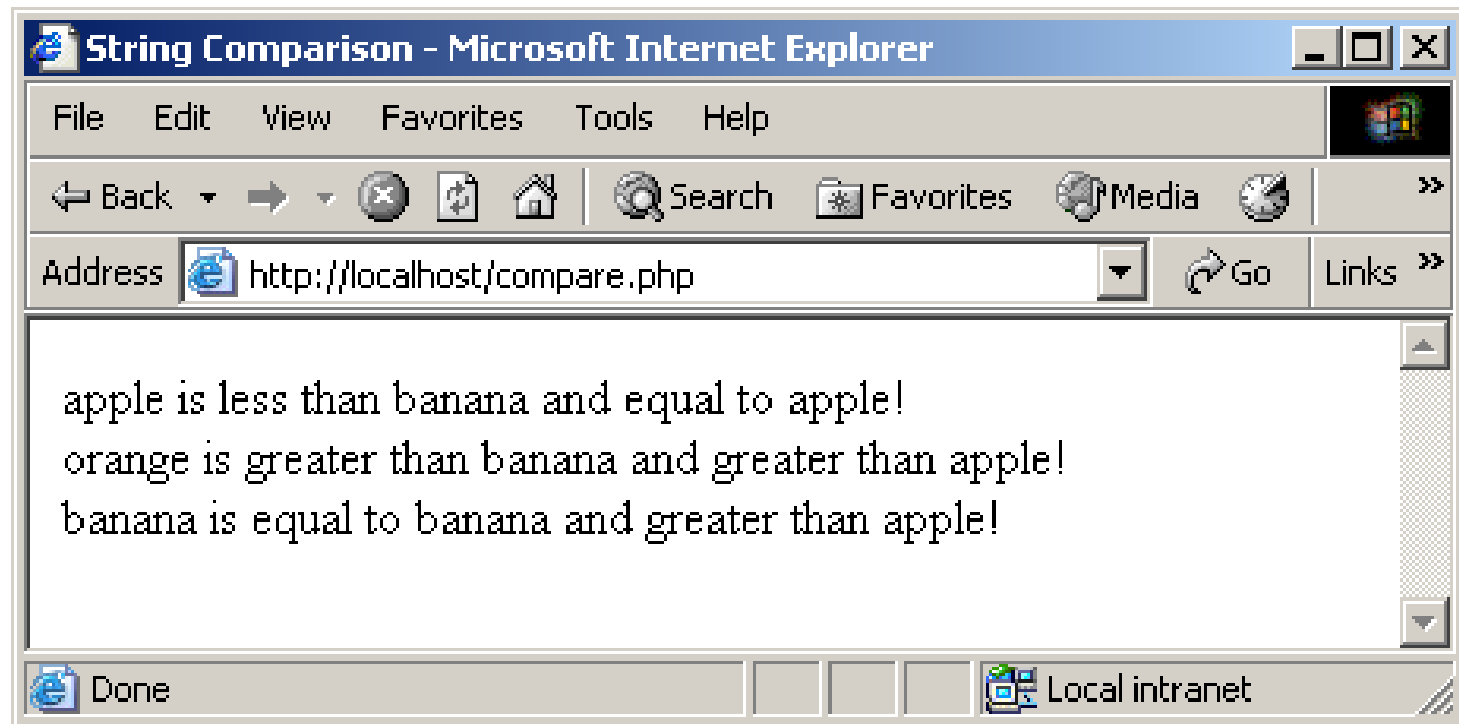 String Comparison - Microsoft Internet Explorer
File Edit View Favorites Tools Help
Back Search Favorites Media »
Address http://localhost/compare.php Go Links »
apple is less than banana and equal to apple!
orange is greater than banana and greater than apple!
banana is equal to banana and greater than apple!
Done Local intranet